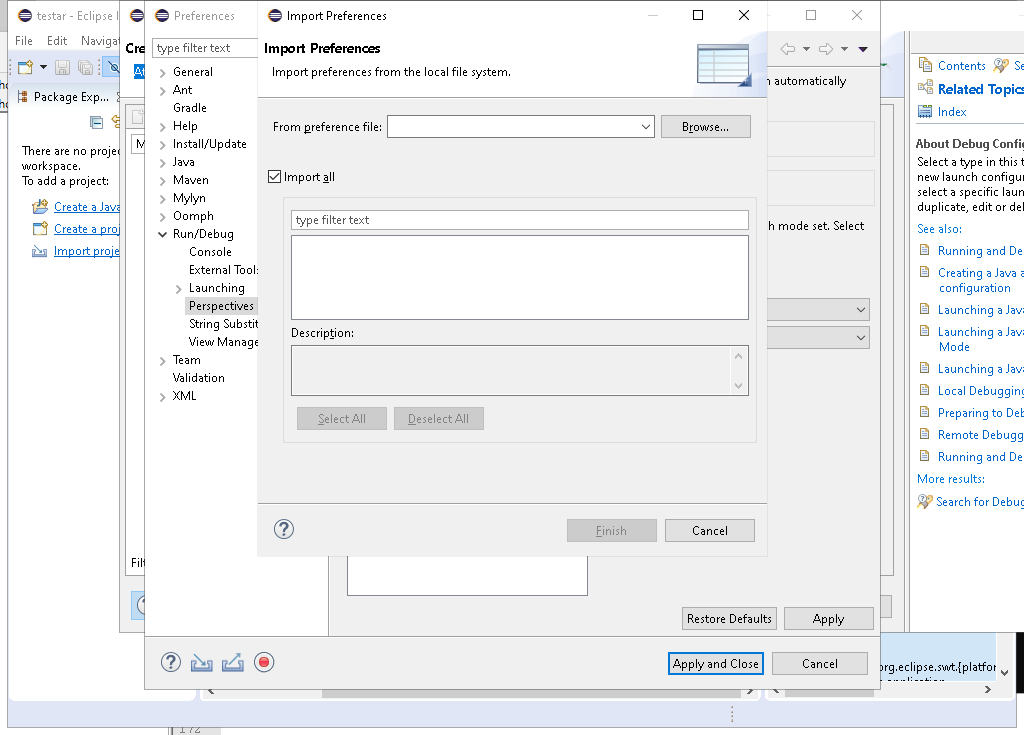 testar - Eclipse I
File Edit Navigat
Package Exp...
There are no projec
workspace.
To add a project:
Create a Java
Create a proj
Import proje
Cre
Preferences
type filter text
General
Ant
Gradle
Help
Install/Update
Java
Maven
Mylyn
Oomph
Run/Debug
Console
External Tools
Launching
Perspectives
String Substit
View Manage
Team
Validation
XML
Filt
Import Preferences
Import Preferences
Import preferences from the local file system.
From preference file:
Browse...
Import all
type filter text
Description:
Select All
Deselect All
Finish
Cancel
n automatically
h mode set. Select
Restore Defaults
Apply
Apply and Close
Cancel
Contents
Se
Related Topics
Index
About Debug Config
Select a type in this t
new launch configur
select a specific laun
duplicate, edit or del
See also:
Running and De
Creating a Java a
configuration
Launching a Java
Launching a Java
Mode
Launching a Java
Local Debugging
Preparing to Deb
Remote Debugg
Running and De
More results:
Search for Debug
org.eclipse.swt.{platfor
172